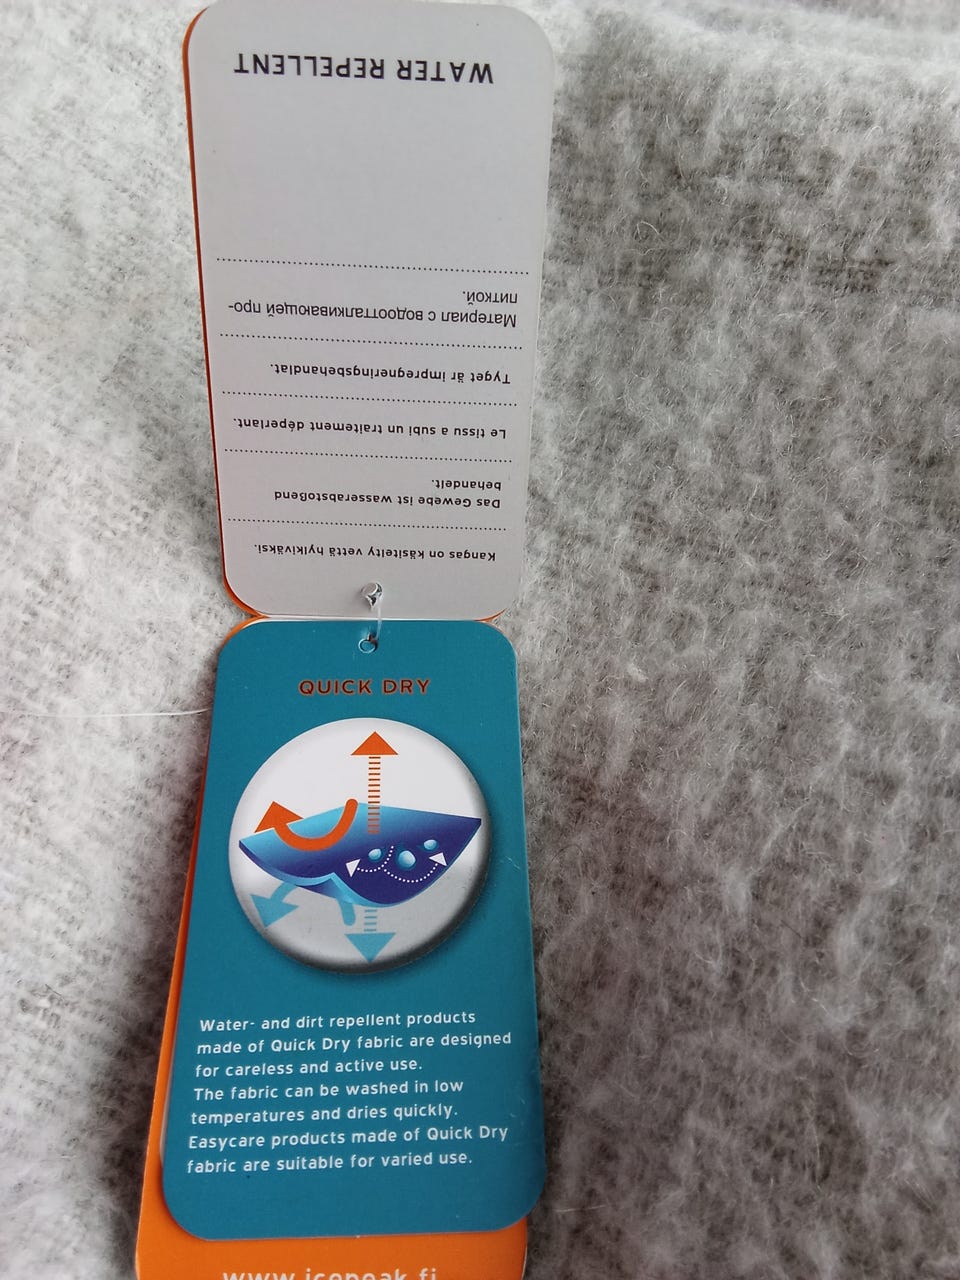 WATER REPELLENT
Материал с водоотталкивающей про-
питкой.
Tyget är impregneringsbehandlat.
Le tissu a subi un traitement déperlant.
Das Gewebe ist wasserabstoßend
behandelt.
Kangas on käsitelty vettä hylkiväksi.
QUICK DRY
Water- and dirt repellent products
made of Quick Dry fabric are designed
for careless and active use.
The fabric can be washed in low
temperatures and dries quickly.
Easycare products made of Quick Dry
fabric are suitable for varied use.
www.icepeak.fi